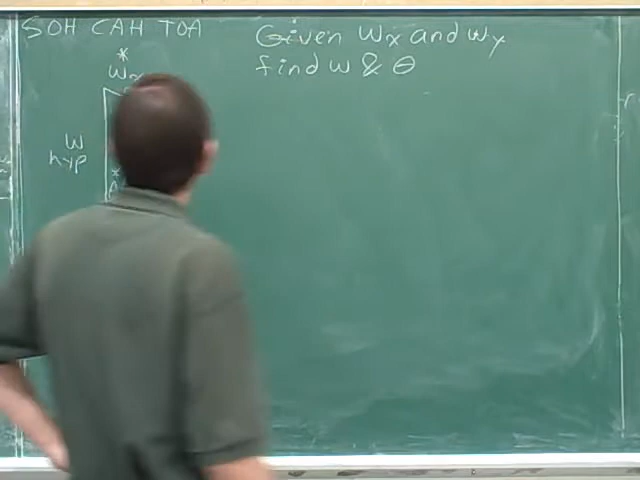 SOH CAH TOA
Given Wx and Wy
find W & θ
*
W
hyp
*